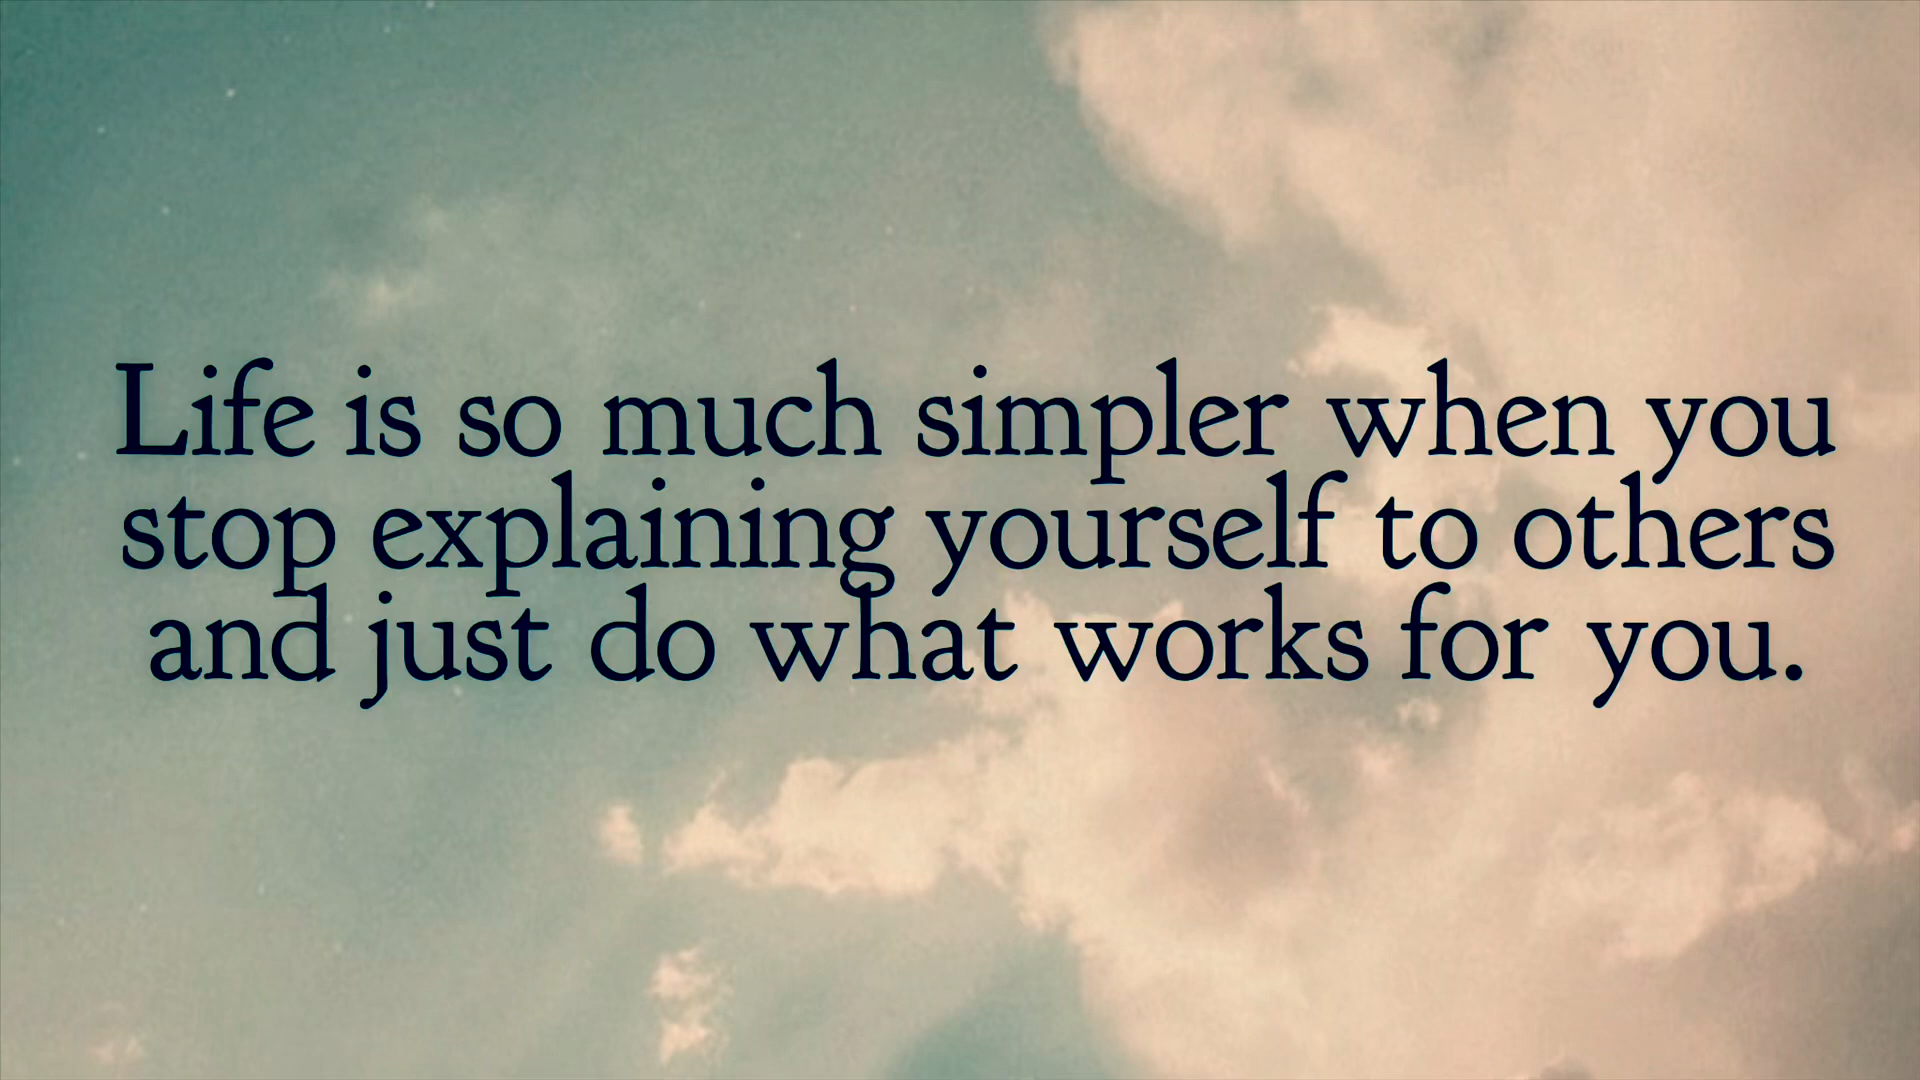 Life is so much simpler when you
stop explaining yourself to others
and just do what works for you.